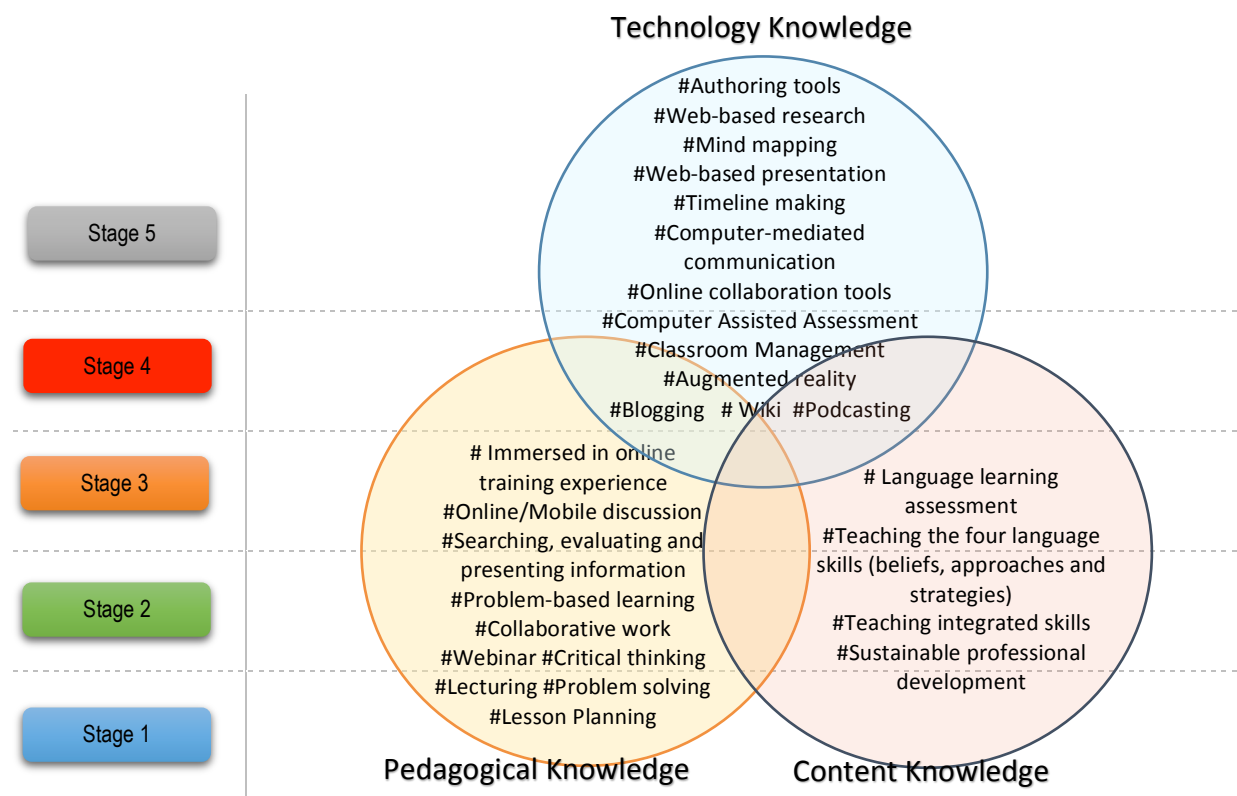 Technology Knowledge
#Authoring tools
#Web-based research
#Mind mapping
#Web-based presentation
#Timeline making
#Computer-mediated
communication
#Online collaboration tools
#Computer Assisted Assessment
#Classroom Management
#Augmented reality
#Blogging # Wiki #Podcasting
Stage 5
Stage 4
Stage 3
Stage 2
Stage 1
# Immersed in online
training experience
#Online/Mobile discussion
#Searching, evaluating and
presenting information
#Problem-based learning
#Collaborative work
#Webinar #Critical thinking
#Lecturing #Problem solving
#Lesson Planning
Pedagogical Knowledge
# Language learning
assessment
#Teaching the four language
skills (beliefs, approaches and
strategies)
#Teaching integrated skills
#Sustainable professional
development
Content Knowledge